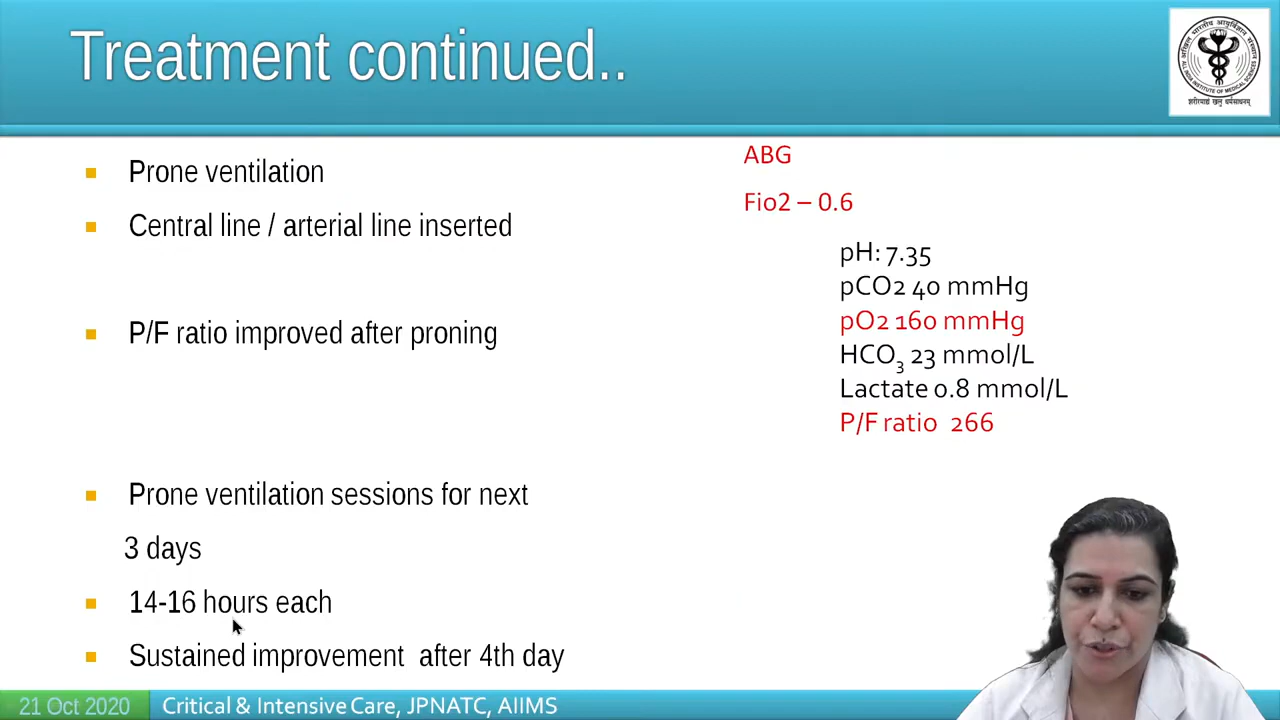 Treatment continued..
Prone ventilation
Central line / arterial line inserted
P/F ratio improved after proning
Prone ventilation sessions for next
3 days
14-16 hours each
Sustained improvement after 4th day
ABG
Fio2 – 0.6
pH: 7.35
pCO2 40 mmHg
pO2 160 mmHg
HCO3 23 mmol/L
Lactate 0.8 mmol/L
P/F ratio 266
21 Oct 2020
Critical & Intensive Care, JPNATC, AIIMS